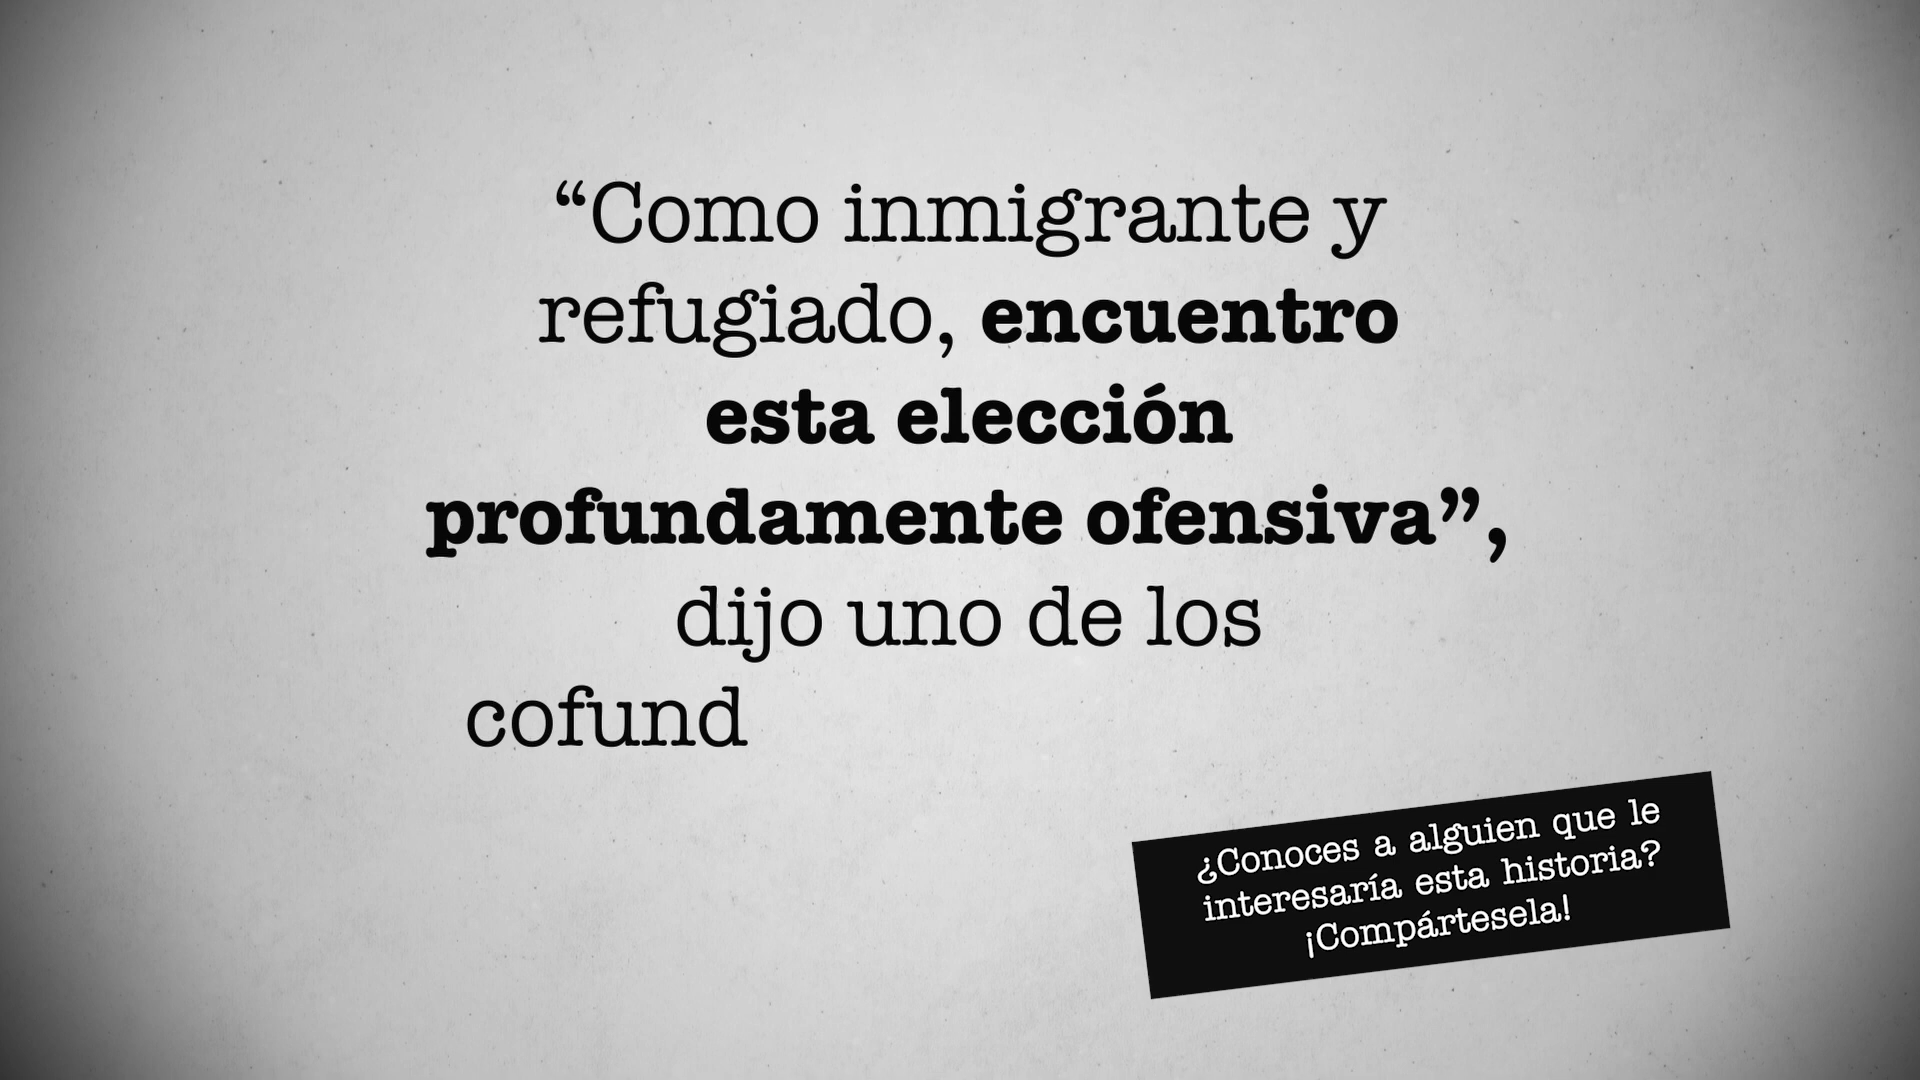 “Como inmigrante y
refugiado, encuentro
esta elección
profundamente ofensiva”,
dijo uno de los
cofund
¿Conoces a alguien que le
interesaría esta historia?
¡Compártesela!